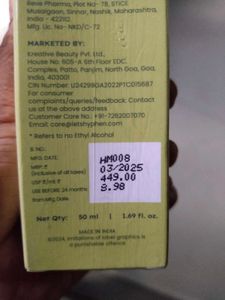 Reve Pharma, Plot No- 78, STICE
Musalgaon, Sinnar, Nashik, Maharashtra,
India - 422112
Mfg. Lic. No- NKD/C-72
MARKETED BY:
Kreative Beauty Pvt. Ltd.,
House No. 605-A 5th Floor EDC
Complex, Patto, Panjim, North Goa, Goa,
India, 403001
CIN Number: U24299GA2022PTC015687
For consumer
complaints/queries/feedback: Contact
us at the above address
Customer Care No.: +91-7262007070
Email: care@letshyphen.com
* Refers to no Ethyl Alcohol
B. NO.: HM008
MFG. DATE: 03/2025
MRP ₹ 449.00
(Inclusive of all taxes)
USP ₹/ml ₹ 8.98
USE BEFORE 24 months
from Mfg. Date
Net Qty: 50 ml | 1.69 fl. oz.
MADE IN INDIA
©2024, Imitations of label graphics is
a punishable offence